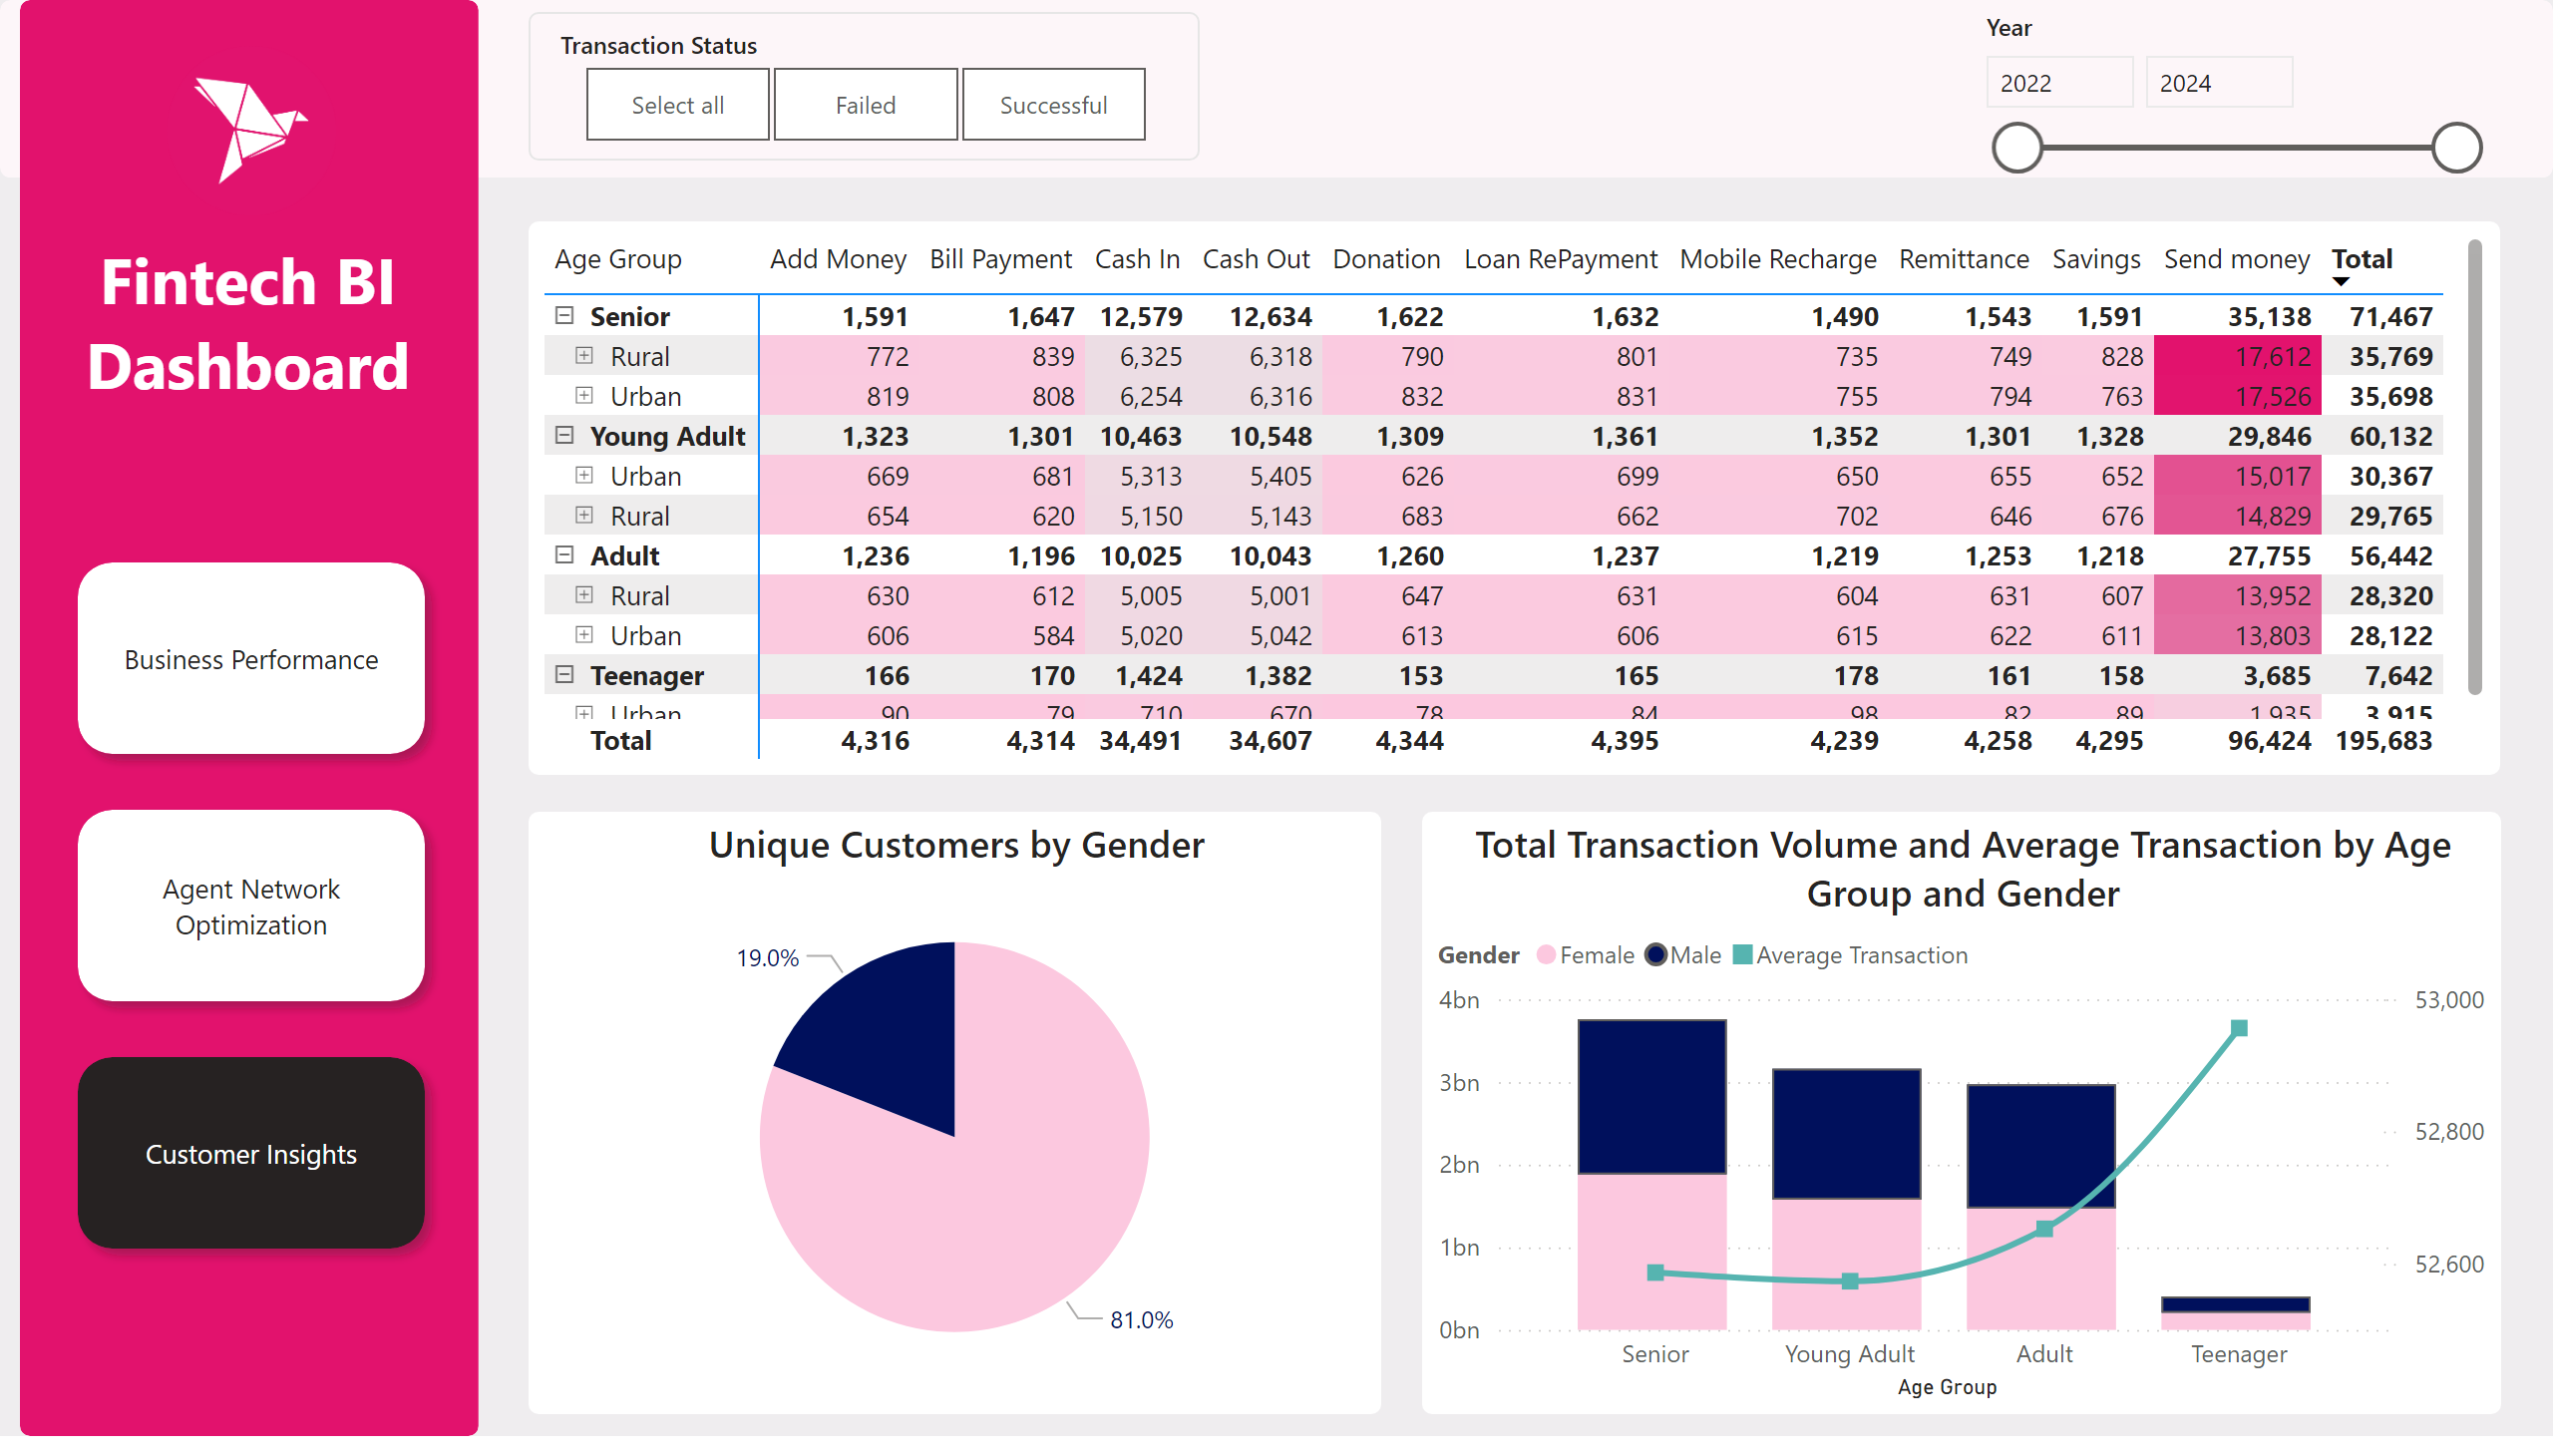 Fintech BI
Dashboard
Business Performance
Agent Network
Optimization
Customer Insights
Transaction Status
Select all Failed Successful
Year
2022 2024
Age Group Add Money Bill Payment Cash In Cash Out Donation Loan RePayment Mobile Recharge Remittance Savings Send money Total
Senior 1,591 1,647 12,579 12,634 1,622 1,632 1,490 1,543 1,591 35,138 71,467
Rural 772 839 6,325 6,318 790 801 735 749 828 17,612 35,769
Urban 819 808 6,254 6,316 832 831 755 794 763 17,526 35,698
Young Adult 1,323 1,301 10,463 10,548 1,309 1,361 1,352 1,301 1,328 29,846 60,132
Urban 669 681 5,313 5,405 626 699 650 655 652 15,017 30,367
Rural 654 620 5,150 5,143 683 662 702 646 676 14,829 29,765
Adult 1,236 1,196 10,025 10,043 1,260 1,237 1,219 1,253 1,218 27,755 56,442
Rural 630 612 5,005 5,001 647 631 604 631 607 13,952 28,320
Urban 606 584 5,020 5,042 613 606 615 622 611 13,803 28,122
Teenager 166 170 1,424 1,382 153 165 178 161 158 3,685 7,642
Urban 90 79 710 670 78 84 98 82 89 1,935 3,915
Total 4,316 4,314 34,491 34,607 4,344 4,395 4,239 4,258 4,295 96,424 195,683
Unique Customers by Gender
19.0%
81.0%
Total Transaction Volume and Average Transaction by Age
Group and Gender
Gender Female Male Average Transaction
4bn 53,000
3bn
52,800
2bn
1bn
52,600
0bn
Senior Young Adult Adult Teenager
Age Group